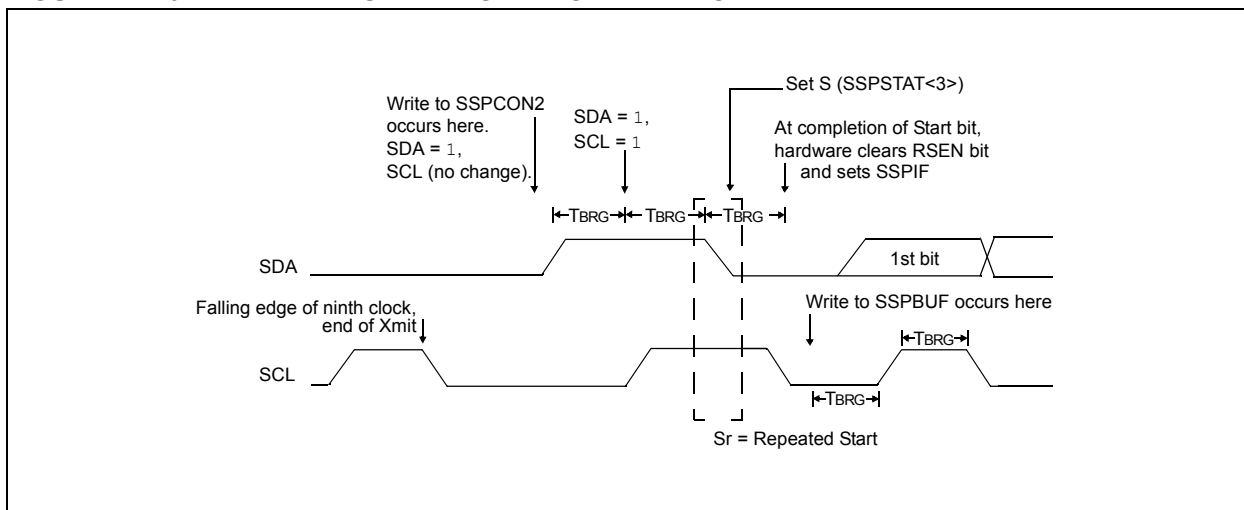 Set S (SSPSTAT<3>)
Write to SSPCON2
occurs here.
SDA = 1,
SCL (no change).
SDA = 1,
SCL = 1
At completion of Start bit,
hardware clears RSEN bit
and sets SSPIF
TBRG
TBRG
TBRG
SDA
1st bit
Falling edge of ninth clock,
end of Xmit
Write to SSPBUF occurs here
TBRG
SCL
TBRG
Sr = Repeated Start